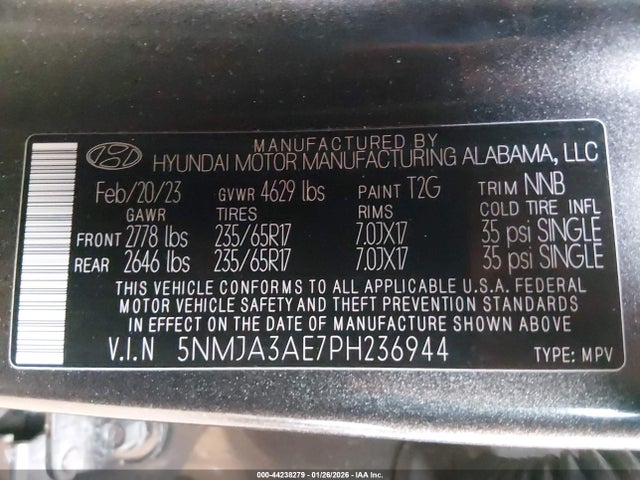 MANUFACTURED BY
HYUNDAI MOTOR MANUFACTURING ALABAMA, LLC
Feb/20/23 GVWR 4629 lbs PAINT T2G TRIM NNB
GAWR TIRES RIMS COLD TIRE INFL
FRONT 2778 lbs 235/65R17 7.0JX17 35 psi SINGLE
REAR 2646 lbs 235/65R17 7.0JX17 35 psi SINGLE
THIS VEHICLE CONFORMS TO ALL APPLICABLE U.S.A. FEDERAL
MOTOR VEHICLE SAFETY AND THEFT PREVENTION STANDARDS
IN EFFECT ON THE DATE OF MANUFACTURE SHOWN ABOVE
V.I.N 5NMJA3AE7PH236944 TYPE: MPV
000-44238279 - 01/26/2026 - IAA Inc.